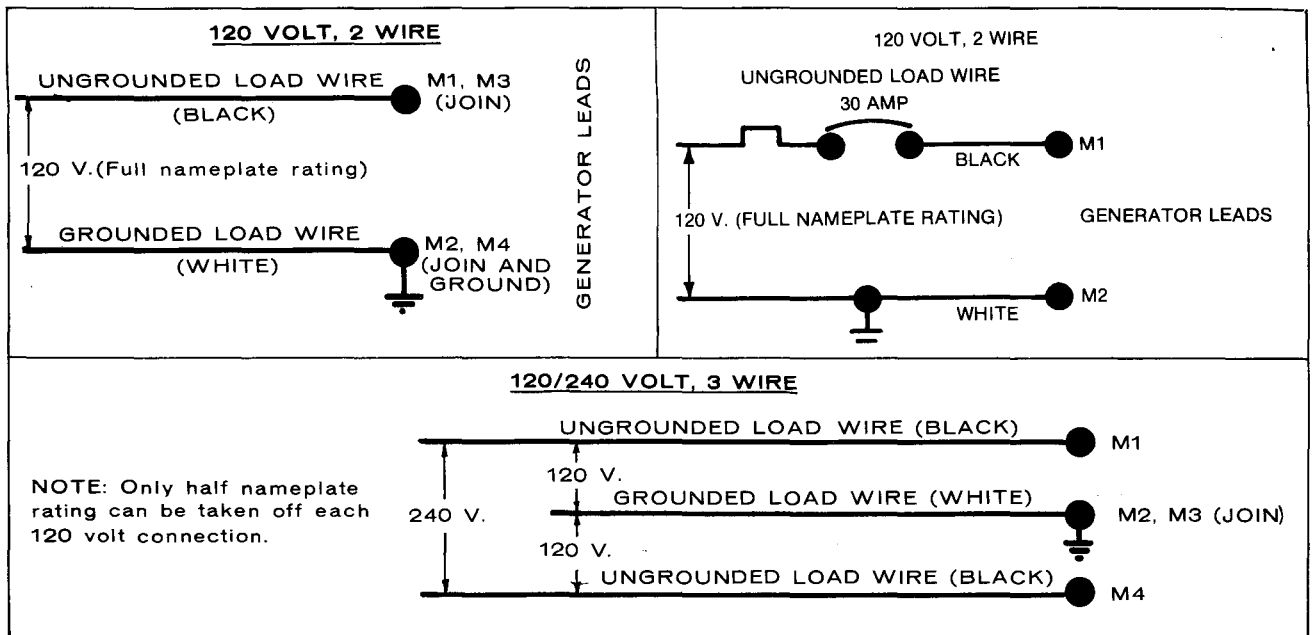 120 VOLT, 2 WIRE
UNGROUNDED LOAD WIRE
(BLACK)
M1, M3
(JOIN)
120 V.(Full nameplate rating)
GROUNDED LOAD WIRE
(WHITE)
M2, M4
(JOIN AND
GROUND)
GENERATOR LEADS
120 VOLT, 2 WIRE
UNGROUNDED LOAD WIRE
30 AMP
BLACK
M1
120 V. (FULL NAMEPLATE RATING)
GENERATOR LEADS
WHITE
M2
120/240 VOLT, 3 WIRE
NOTE: Only half nameplate
rating can be taken off each
120 volt connection.
UNGROUNDED LOAD WIRE (BLACK)
M1
120 V.
240 V.
GROUNDED LOAD WIRE (WHITE)
M2, M3 (JOIN)
120 V.
UNGROUNDED LOAD WIRE (BLACK)
M4